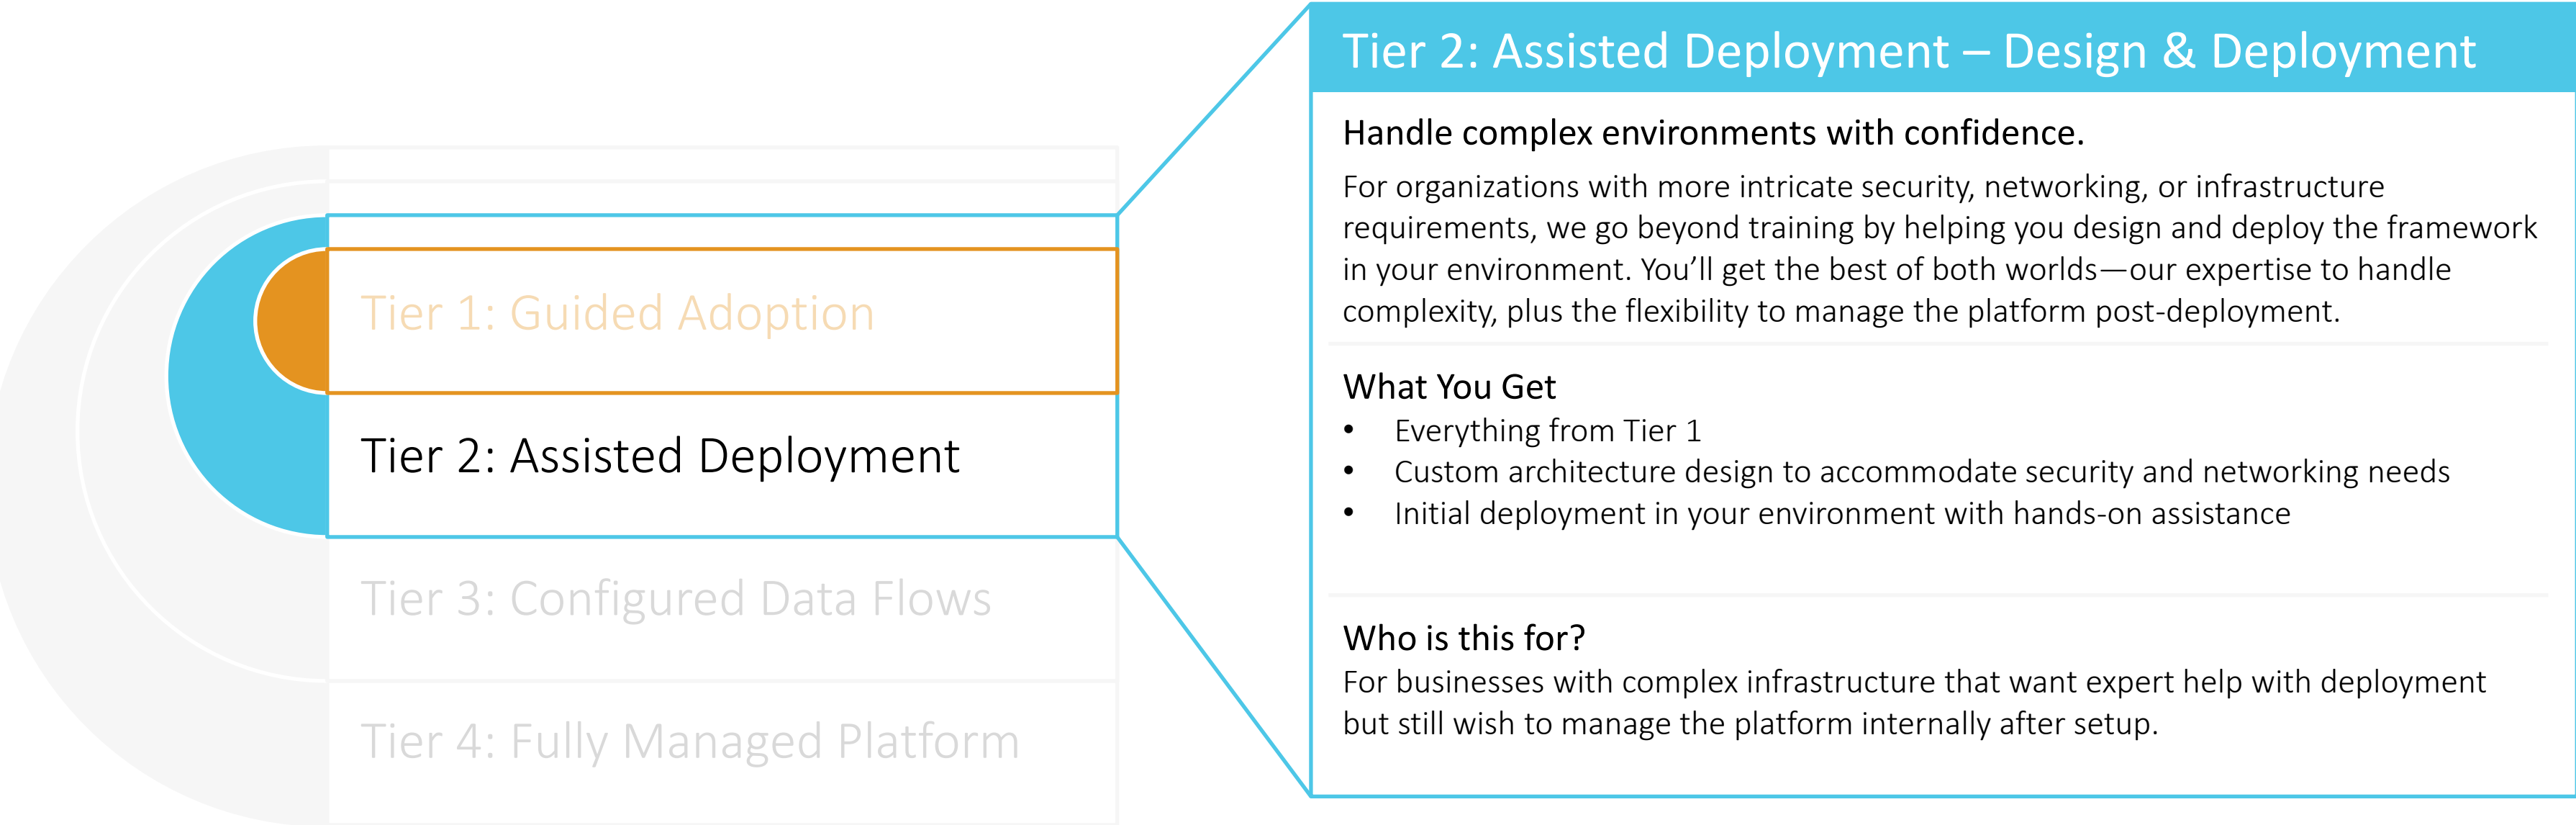 Tier 1: Guided Adoption
Tier 2: Assisted Deployment
Tier 3: Configured Data Flows
Tier 4: Fully Managed Platform
Tier 2: Assisted Deployment – Design & Deployment
Handle complex environments with confidence.
For organizations with more intricate security, networking, or infrastructure
requirements, we go beyond training by helping you design and deploy the framework
in your environment. You’ll get the best of both worlds—our expertise to handle
complexity, plus the flexibility to manage the platform post-deployment.
What You Get
• Everything from Tier 1
• Custom architecture design to accommodate security and networking needs
• Initial deployment in your environment with hands-on assistance
Who is this for?
For businesses with complex infrastructure that want expert help with deployment
but still wish to manage the platform internally after setup.